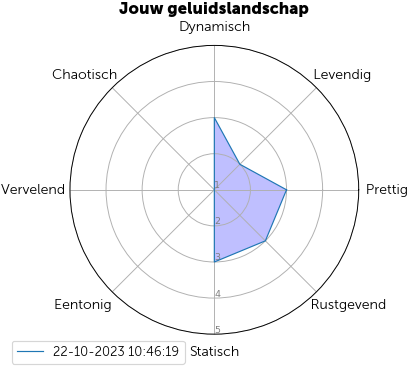 Jouw geluidslandschap
Dynamisch
Chaotisch
Levendig
Vervelend
1
Prettig
2
3
4
Eentonig
Rustgevend
5
22-10-2023 10:46:19
Statisch